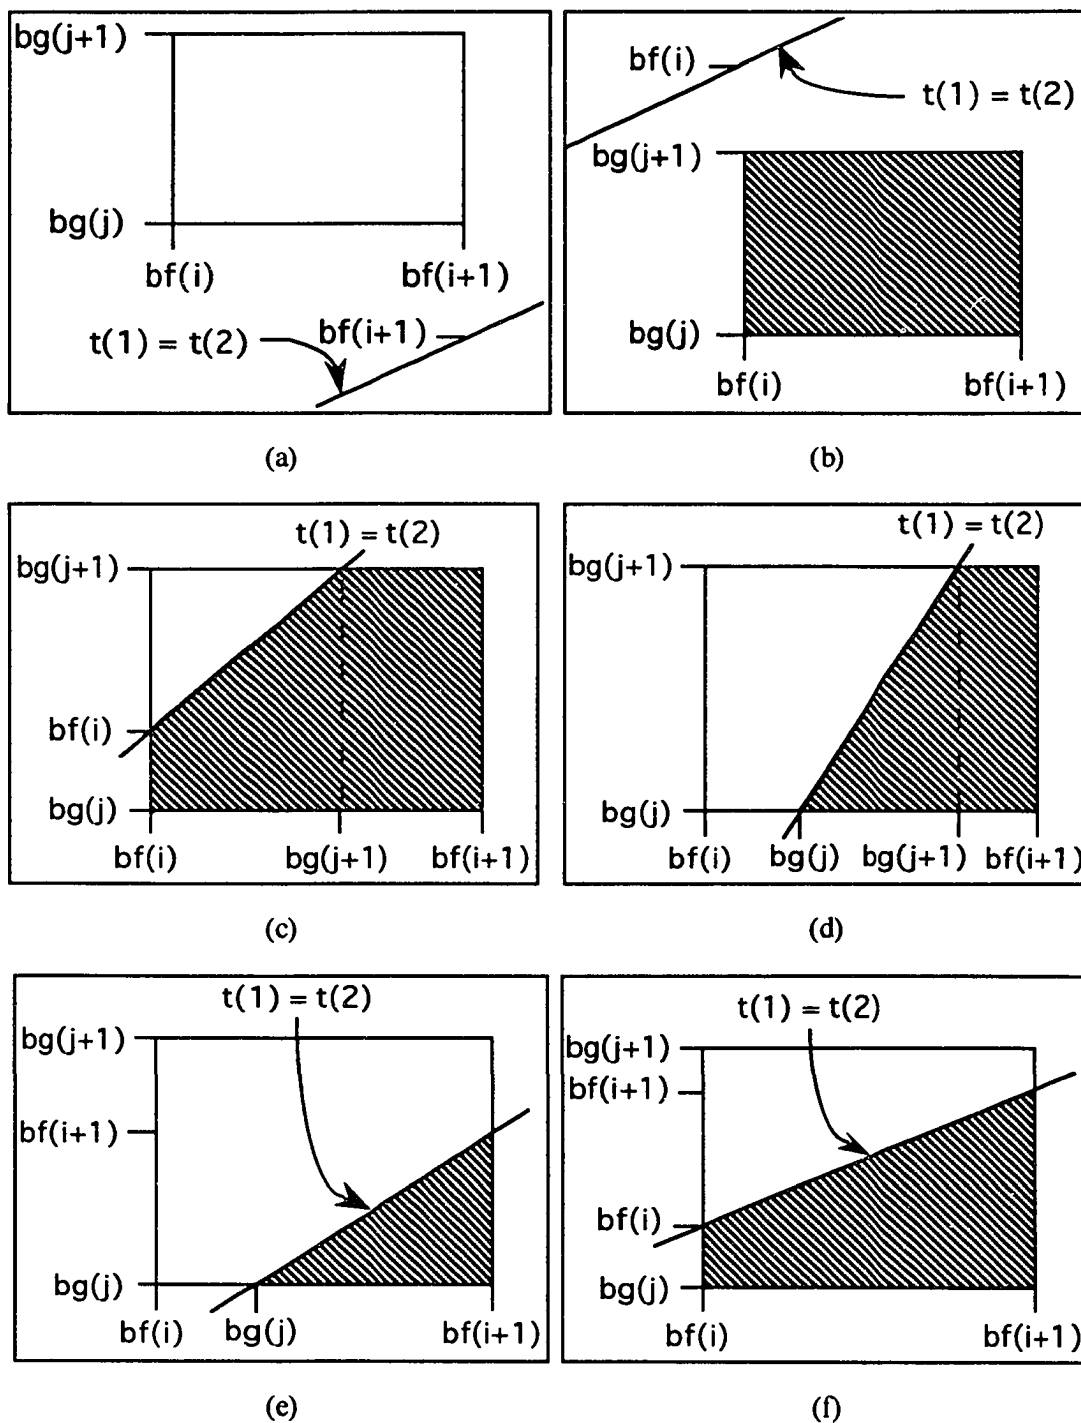 bg(j+1)
bg(j)
bf(i)
bf(i+1)
bf(i+1)
t(1) = t(2)
(a)
bf(i)
t(1) = t(2)
bg(j+1)
bg(j)
bf(i)
bf(i+1)
(b)
t(1) = t(2)
bg(j+1)
bf(i)
bg(j)
bf(i)
bg(j+1)
bf(i+1)
(c)
t(1) = t(2)
bg(j+1)
bg(j)
bf(i)
bg(j)
bg(j+1)
bf(i+1)
(d)
t(1) = t(2)
bg(j+1)
bf(i+1)
bg(j)
bf(i)
bg(j)
bf(i+1)
(e)
t(1) = t(2)
bg(j+1)
bf(i+1)
bf(i)
bg(j)
bf(i)
bf(i+1)
(f)